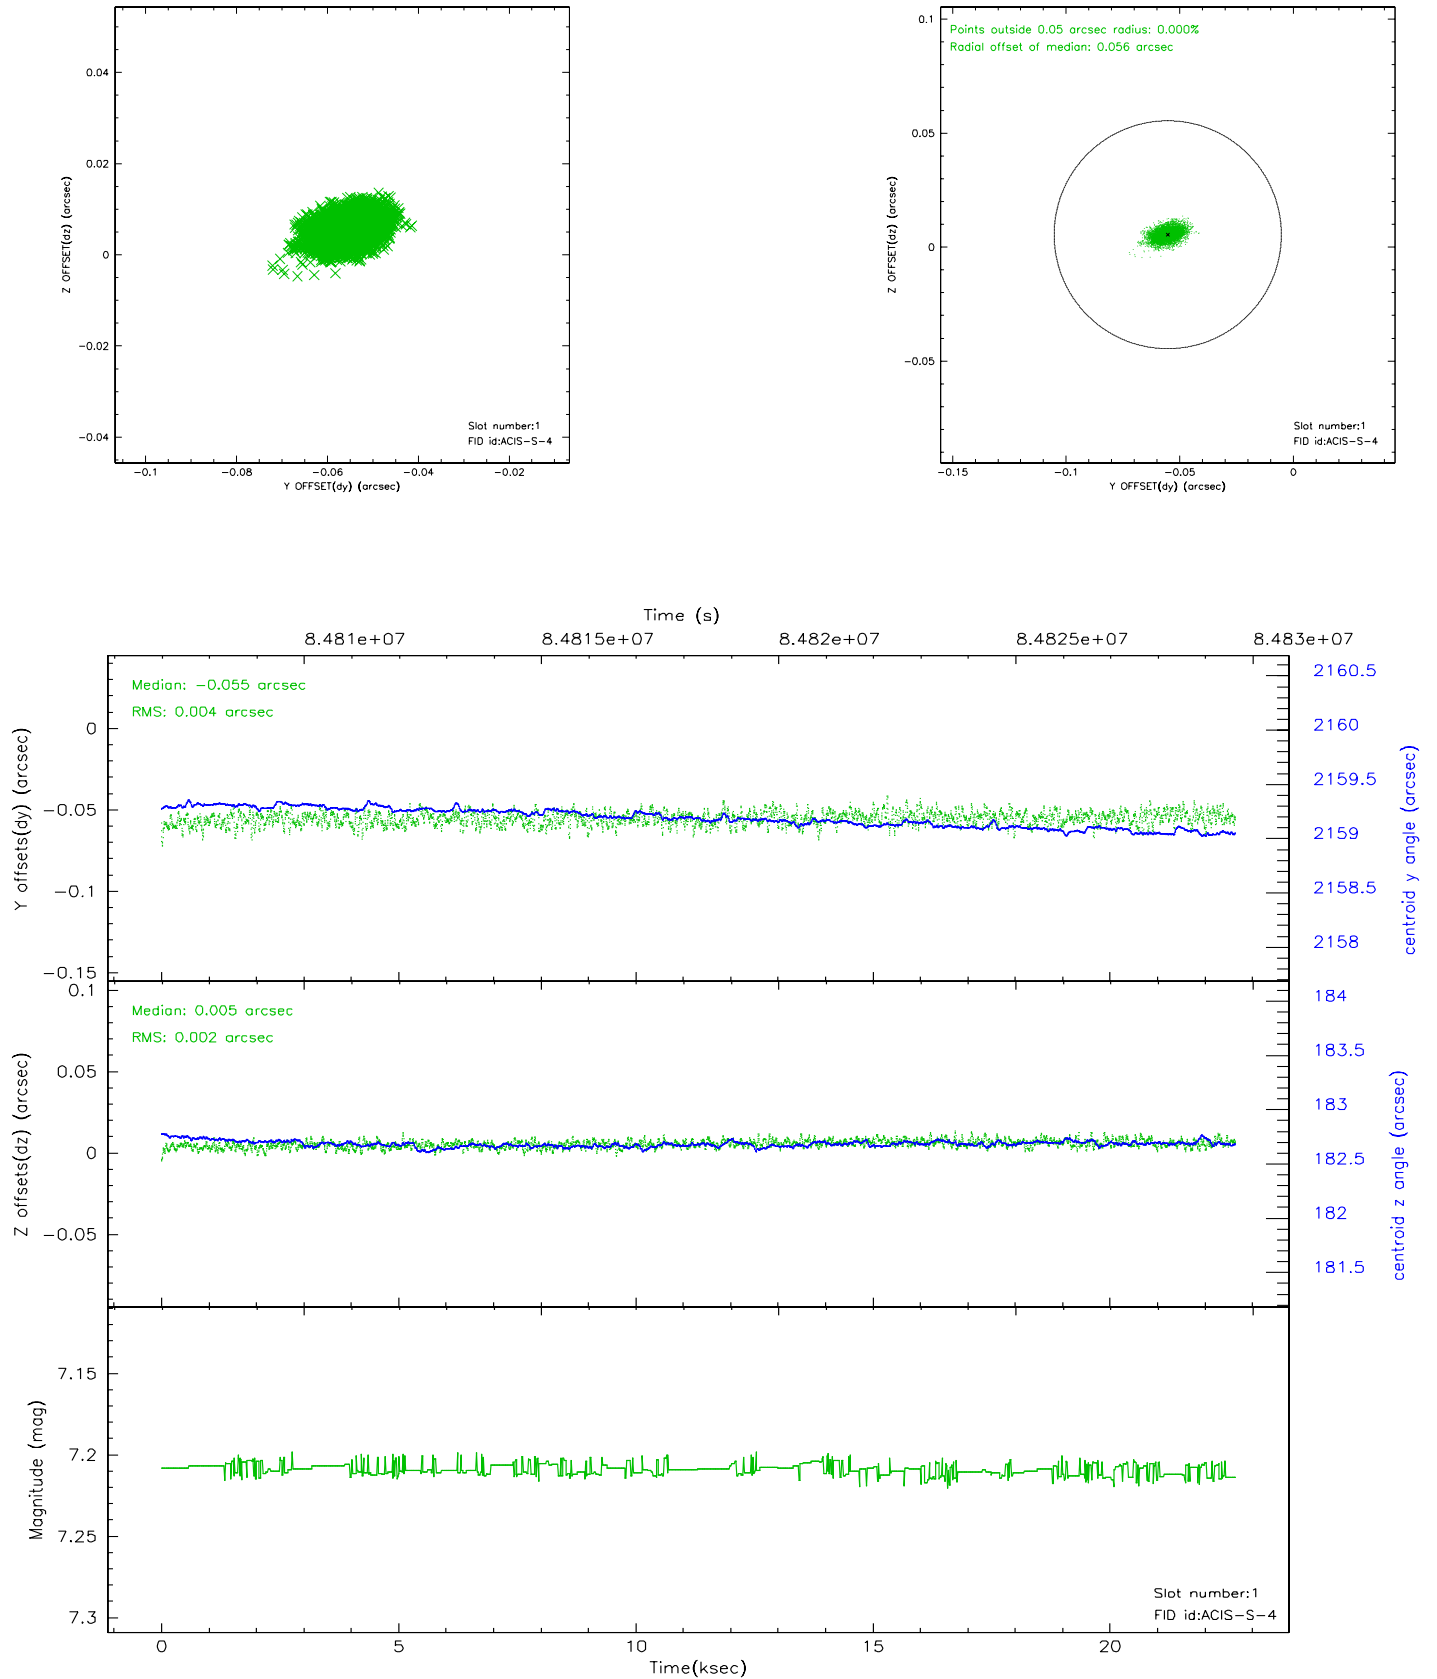 0.04
0.02
0
−0.02
−0.04
Z OFFSET(dz) (arcsec)
Slot number:1
FID id:ACIS−S−4
−0.1 −0.08 −0.06 −0.04 −0.02
Y OFFSET(dy) (arcsec)
0.1
0.05
0
−0.05
Z OFFSET(dz) (arcsec)
Points outside 0.05 arcsec radius: 0.000%
Radial offset of median: 0.056 arcsec
Slot number:1
FID id:ACIS−S−4
−0.15 −0.1 −0.05 0
Y OFFSET(dy) (arcsec)
Time (s)
8.481e+07 8.4815e+07 8.482e+07 8.4825e+07 8.483e+07
Median: −0.055 arcsec
RMS: 0.004 arcsec
0
−0.05
−0.1
−0.15
Y offsets(dy) (arcsec)
2160.5
2160
2159.5
2159
2158.5
2158
centroid y angle (arcsec)
Median: 0.005 arcsec
RMS: 0.002 arcsec
0.1
0.05
0
−0.05
Z offsets(dz) (arcsec)
184
183.5
183
182.5
182
181.5
centroid z angle (arcsec)
7.15
7.2
7.25
7.3
Magnitude (mag)
Slot number:1
FID id:ACIS−S−4
0 5 10 15 20
Time(ksec)